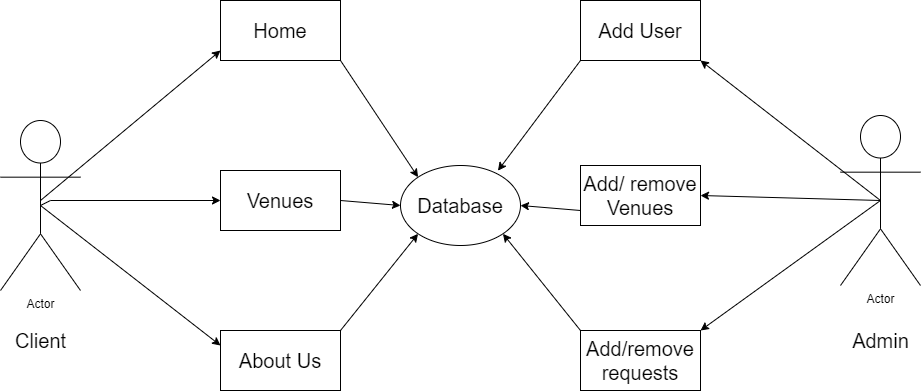 Home
Add User
Venues
Database
Add/ remove
Venues
Actor
Client
Actor
Admin
About Us
Add/remove
requests